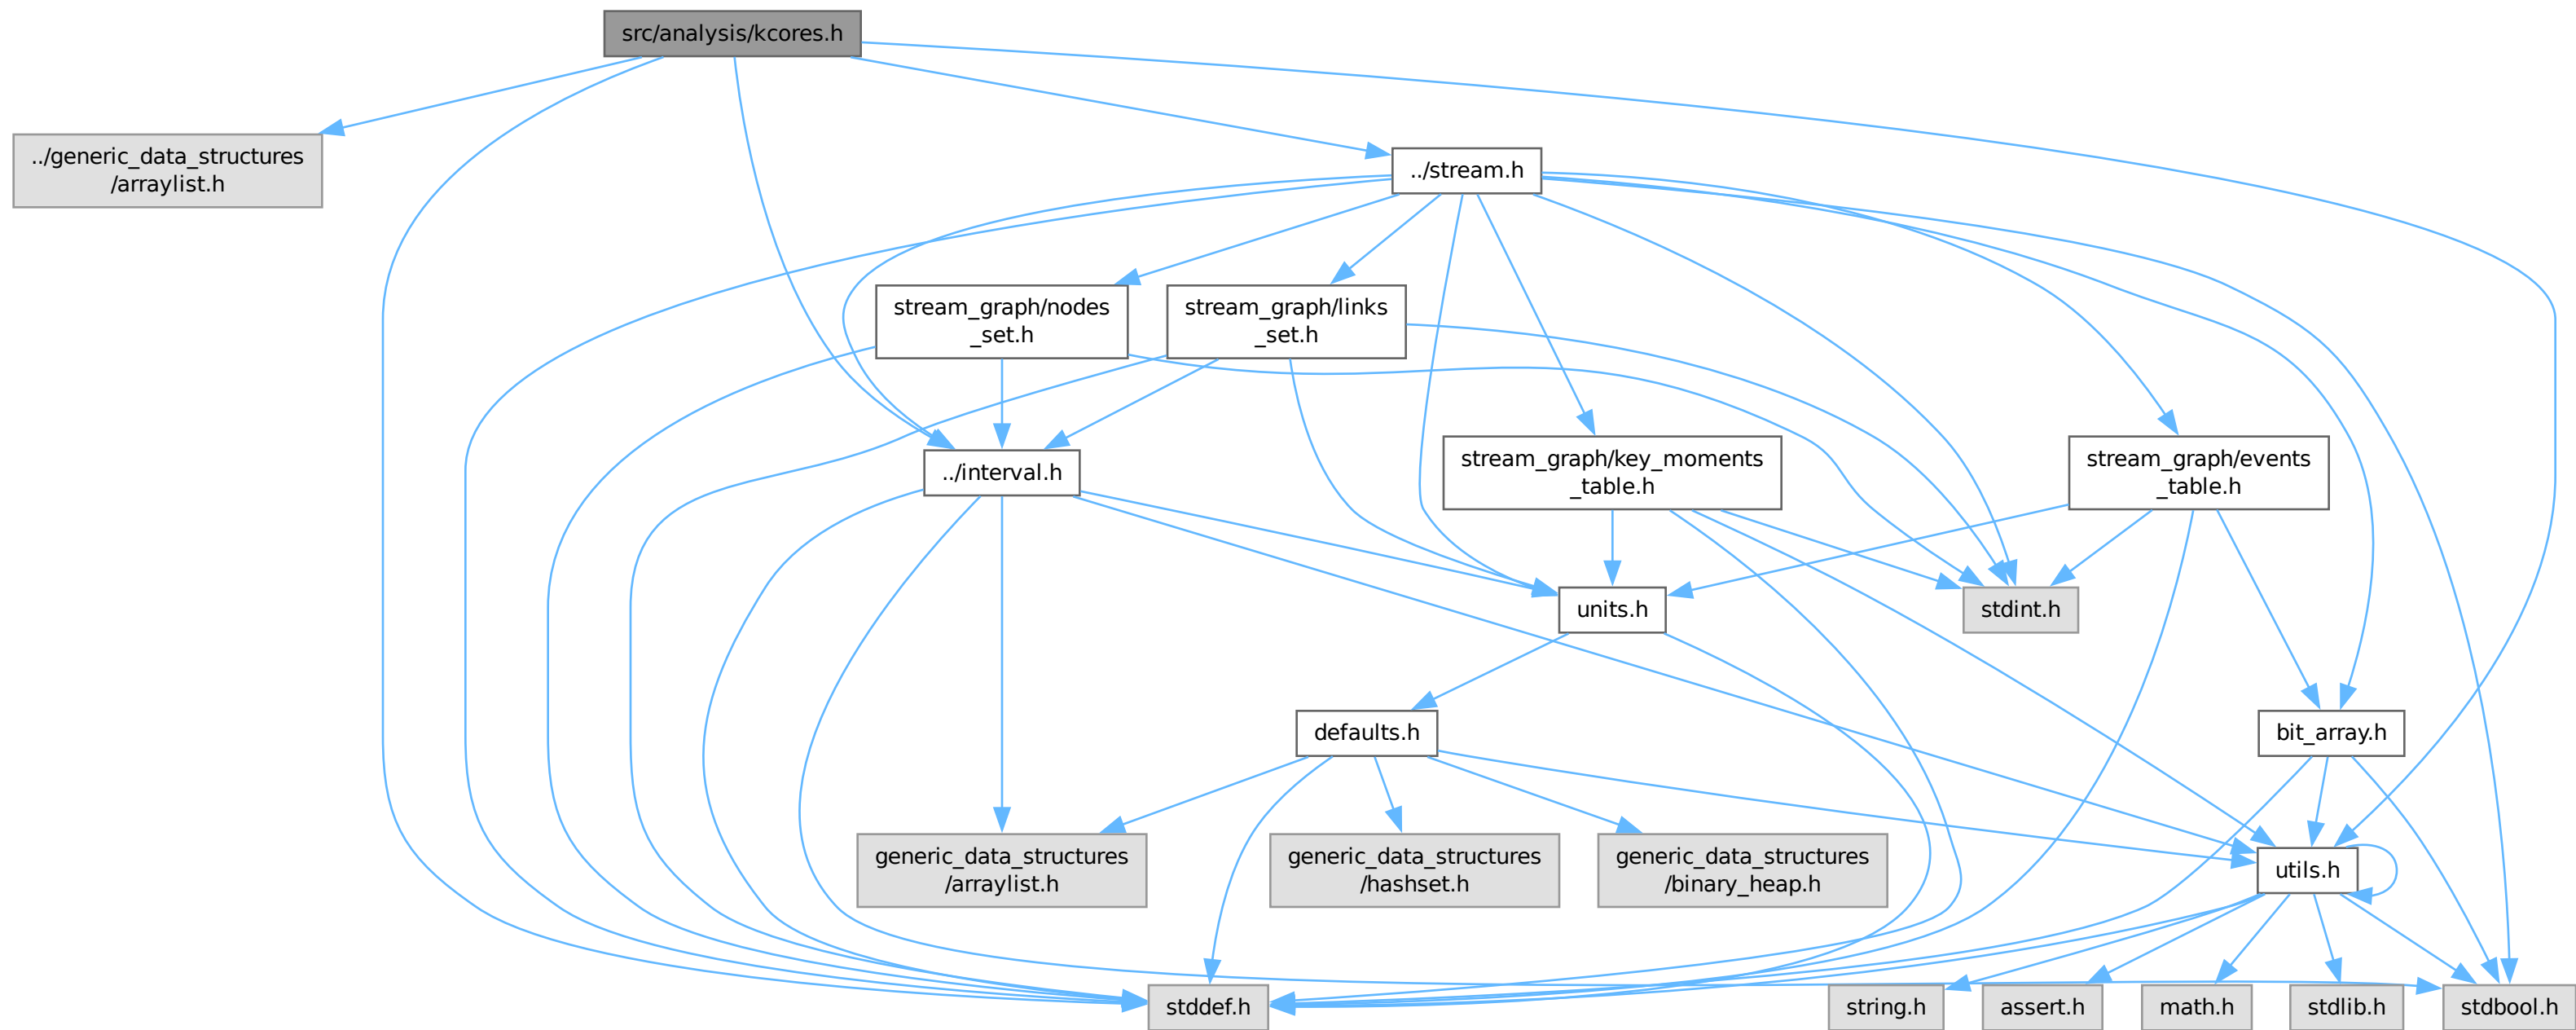 src/analysis/kcores.h
../generic_data_structures
/arraylist.h
../stream.h
stream_graph/nodes
_set.h
stream_graph/links
_set.h
../interval.h
stream_graph/key_moments
_table.h
stream_graph/events
_table.h
units.h
stdint.h
defaults.h
bit_array.h
generic_data_structures
/arraylist.h
generic_data_structures
/hashset.h
generic_data_structures
/binary_heap.h
utils.h
stddef.h
string.h
assert.h
math.h
stdlib.h
stdbool.h